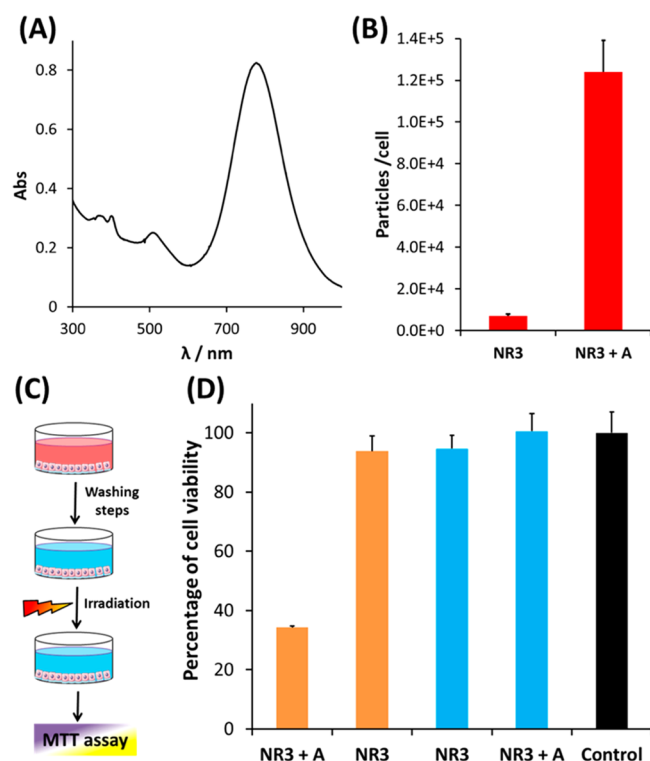 (A)
Abs
0.8
0.6
0.4
0.2
0
300
500
700
900
λ / nm
(B)
Particles /cell
1.4E+5
1.2E+5
1.0E+5
8.0E+4
6.0E+4
4.0E+4
2.0E+4
0.0E+0
NR3
NR3 + A
(C)
Washing
steps
Irradiation
MTT assay
(D)
Percentage of cell viability
100
80
60
40
20
0
NR3 + A
NR3
NR3
NR3 + A
Control